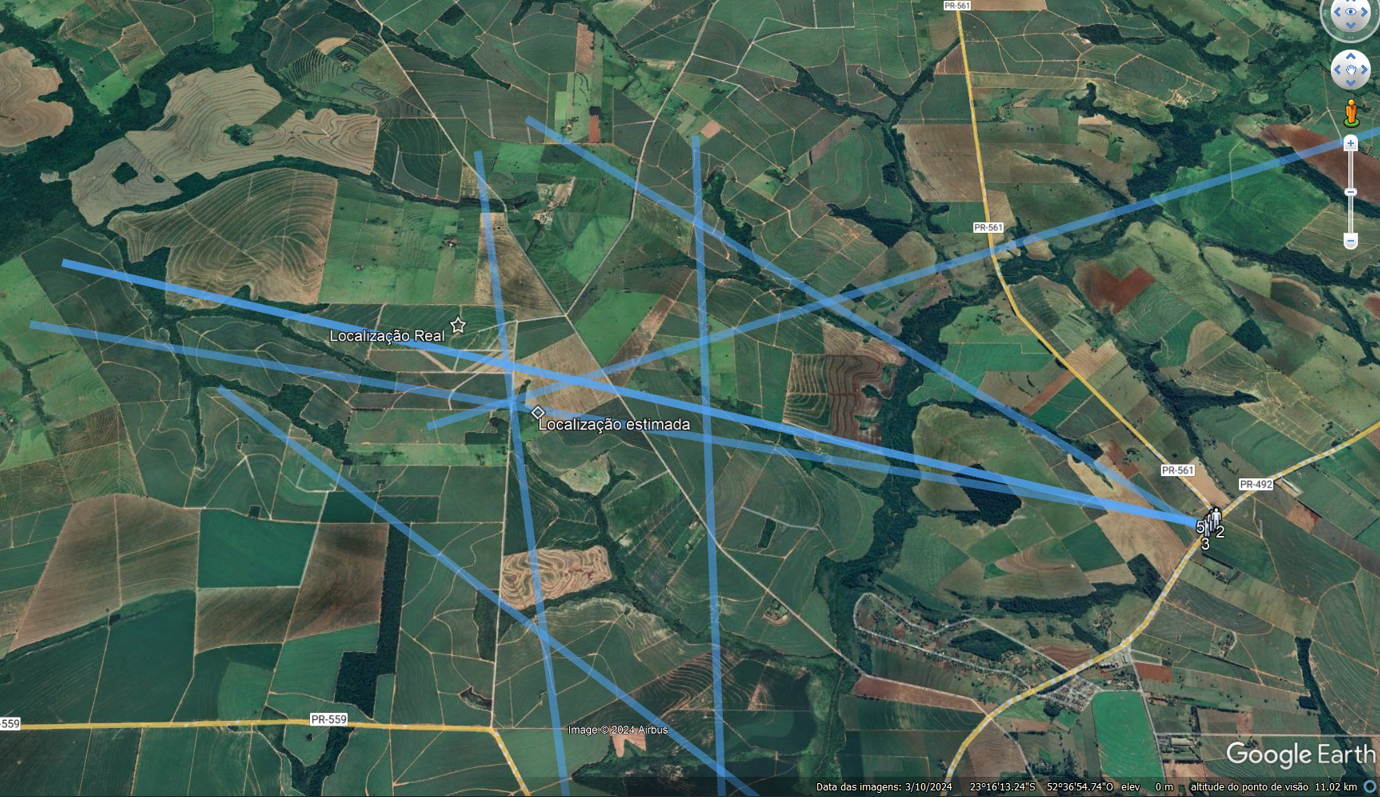 PR-561
PR-561
Localização Real
Localização estimada
PR-561
PR-492
5
2
3
PR-559
-559
Image © 2024 Airbus
Google Earth
Data das imagens: 3/10/2024 23°16'13.24"S 52°36'54.74"O elev 0 m altitude do ponto de visão 11.02 km